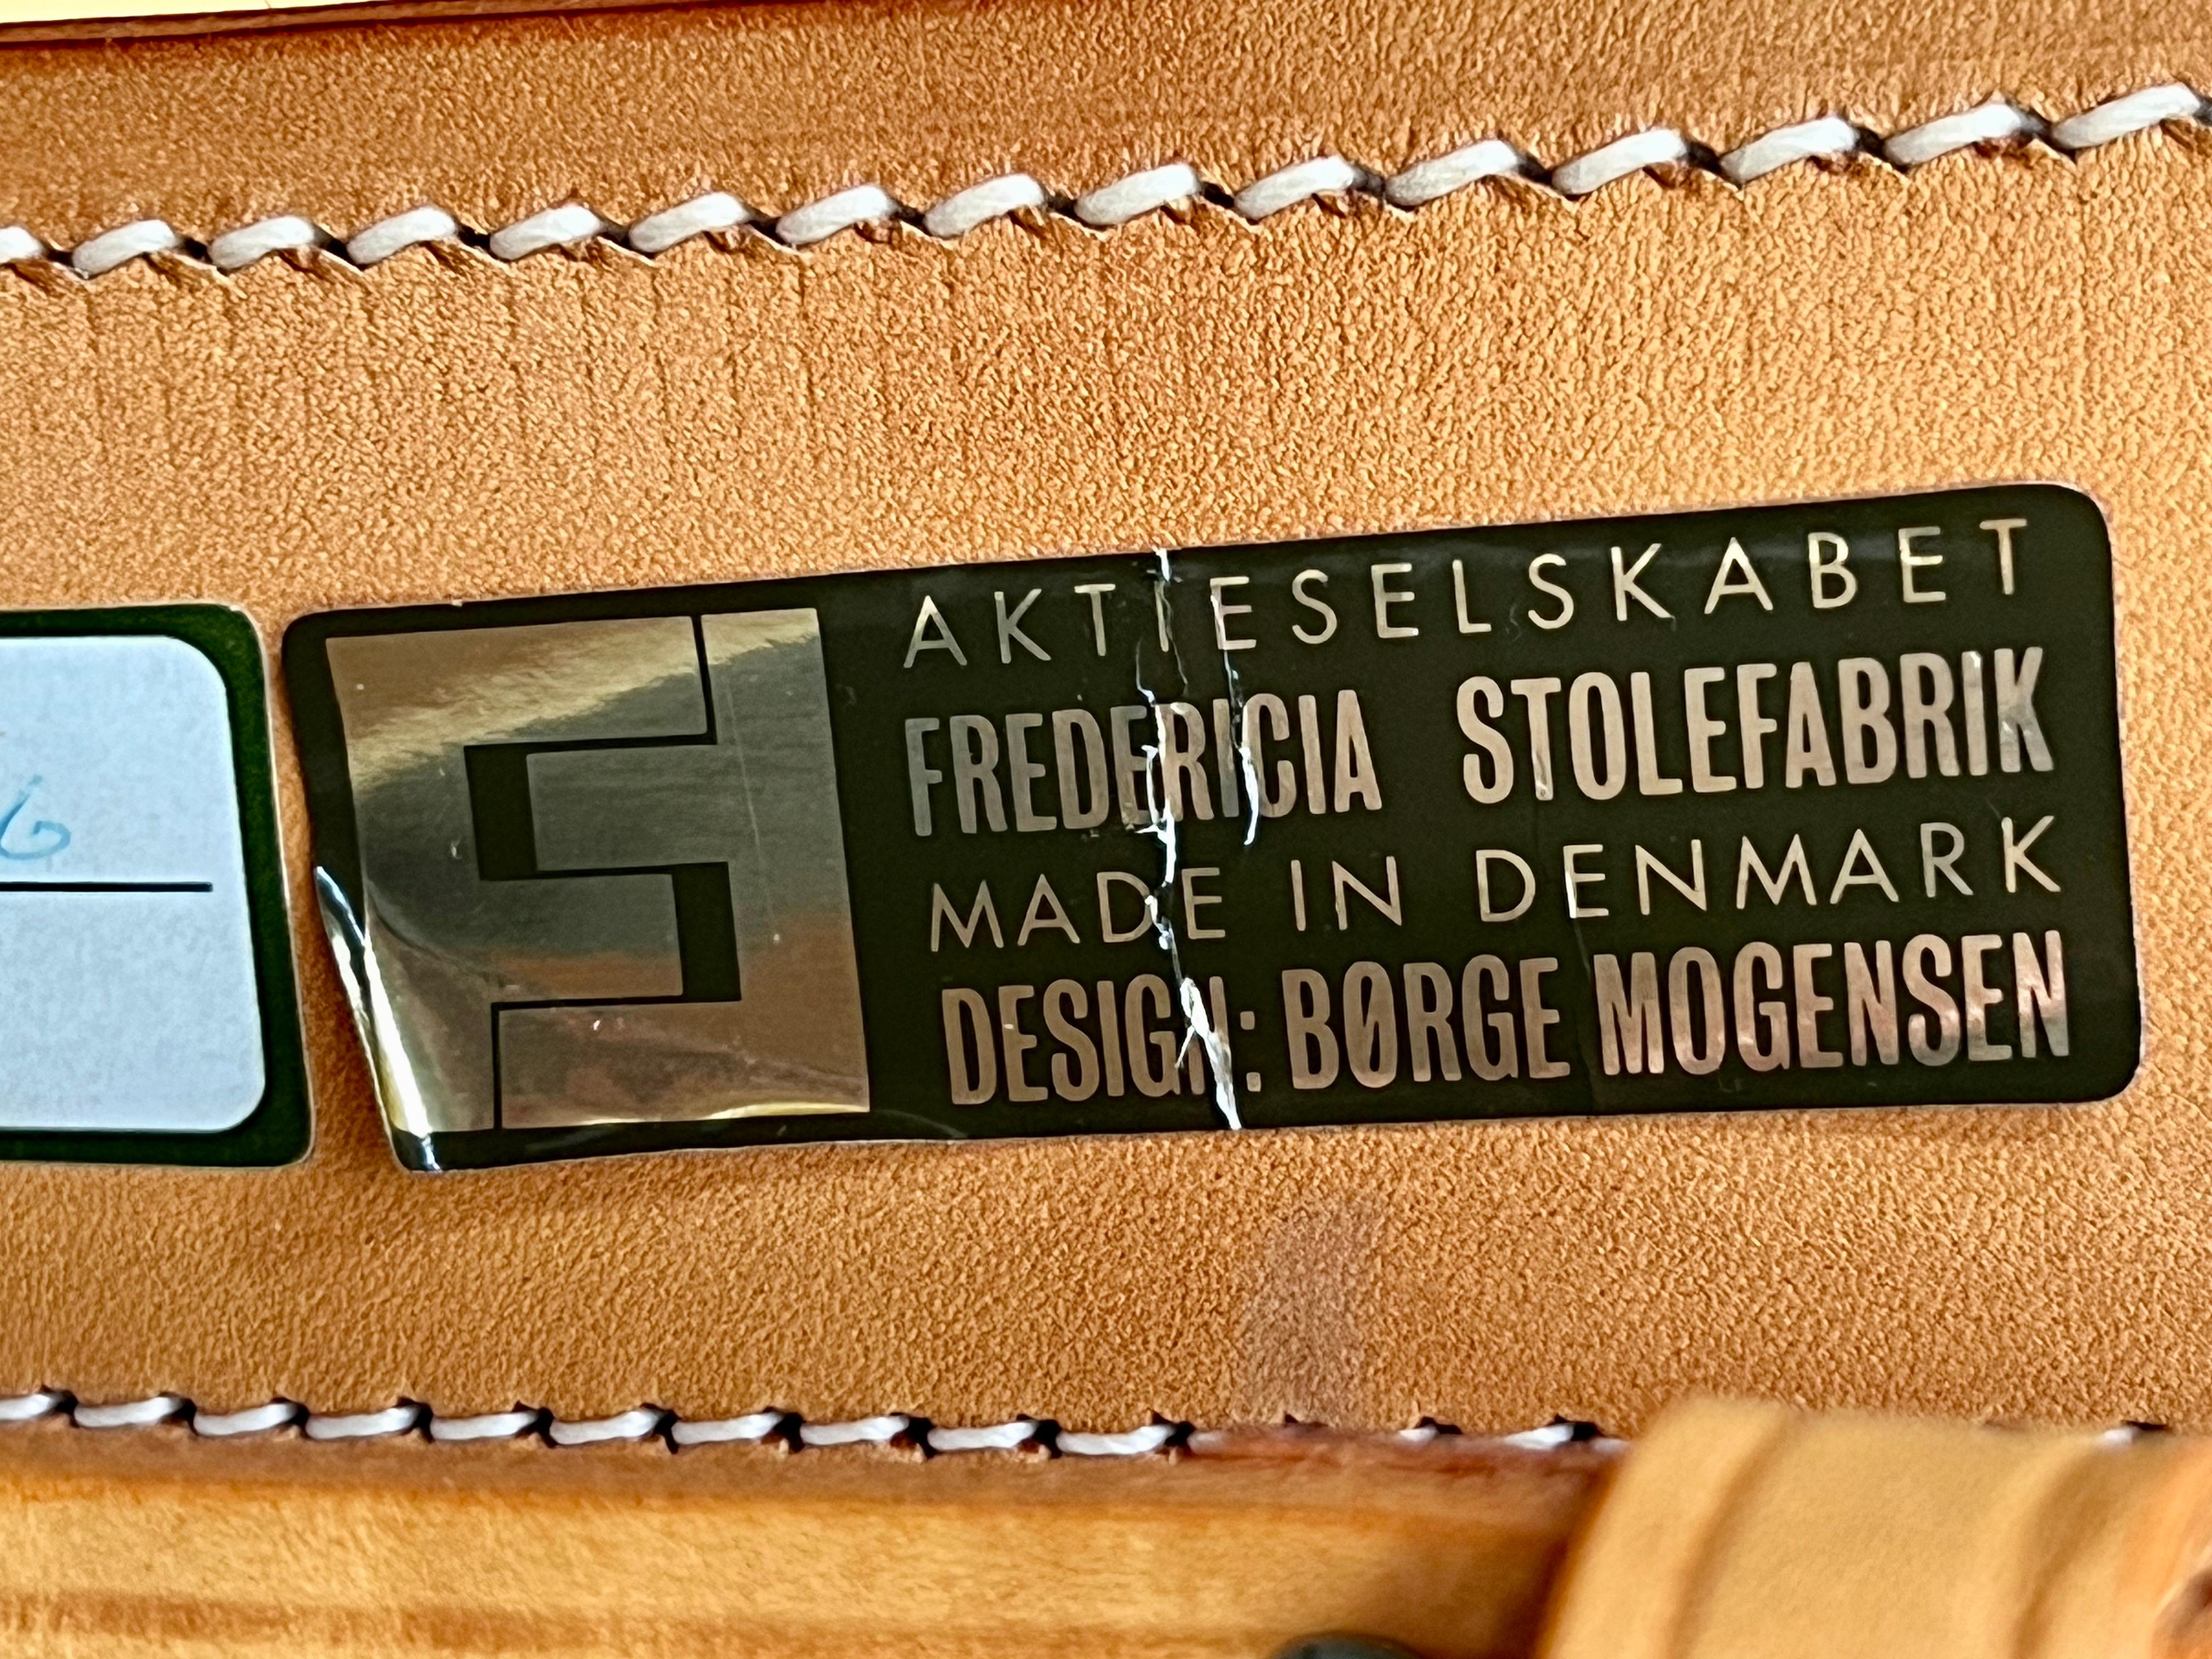 AKTIESELSKABET
FREDERICIA STOLEFABRIK
MADE IN DENMARK
DESIGN: BØRGE MOGENSEN